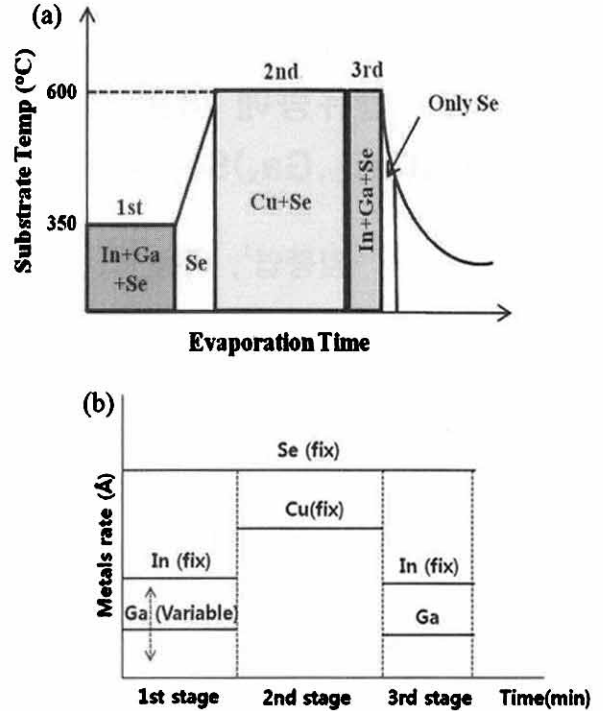 (a)
Substrate Temp (°C)
600
350
1st
2nd
3rd
Only Se
In+Ga
+Se
Se
Cu+Se
In+Ga+Se
Evaporation Time
(b)
Metals rate (Å)
Se (fix)
Cu(fix)
In (fix)
Ga (Variable)
In (fix)
Ga
1st stage 2nd stage 3rd stage Time(min)